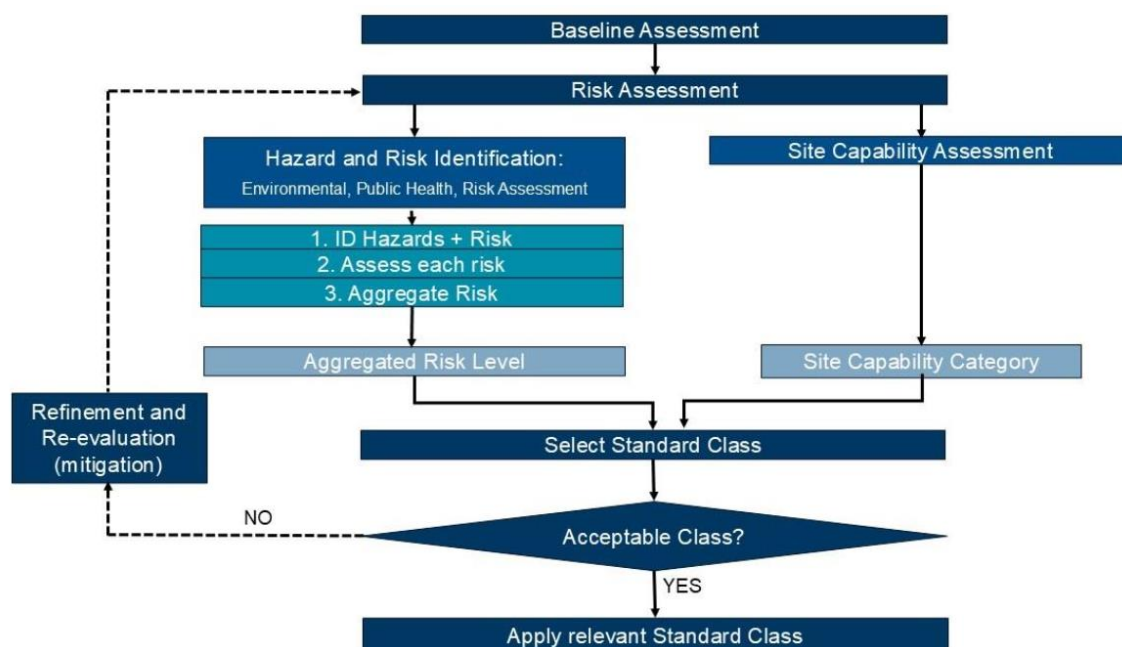 Baseline Assessment
Risk Assessment
Hazard and Risk Identification:
Environmental, Public Health, Risk Assessment
Site Capability Assessment
1. ID Hazards + Risk
2. Assess each risk
3. Aggregate Risk
Aggregated Risk Level
Site Capability Category
Refinement and
Re-evaluation
(mitigation)
Select Standard Class
NO
Acceptable Class?
YES
Apply relevant Standard Class